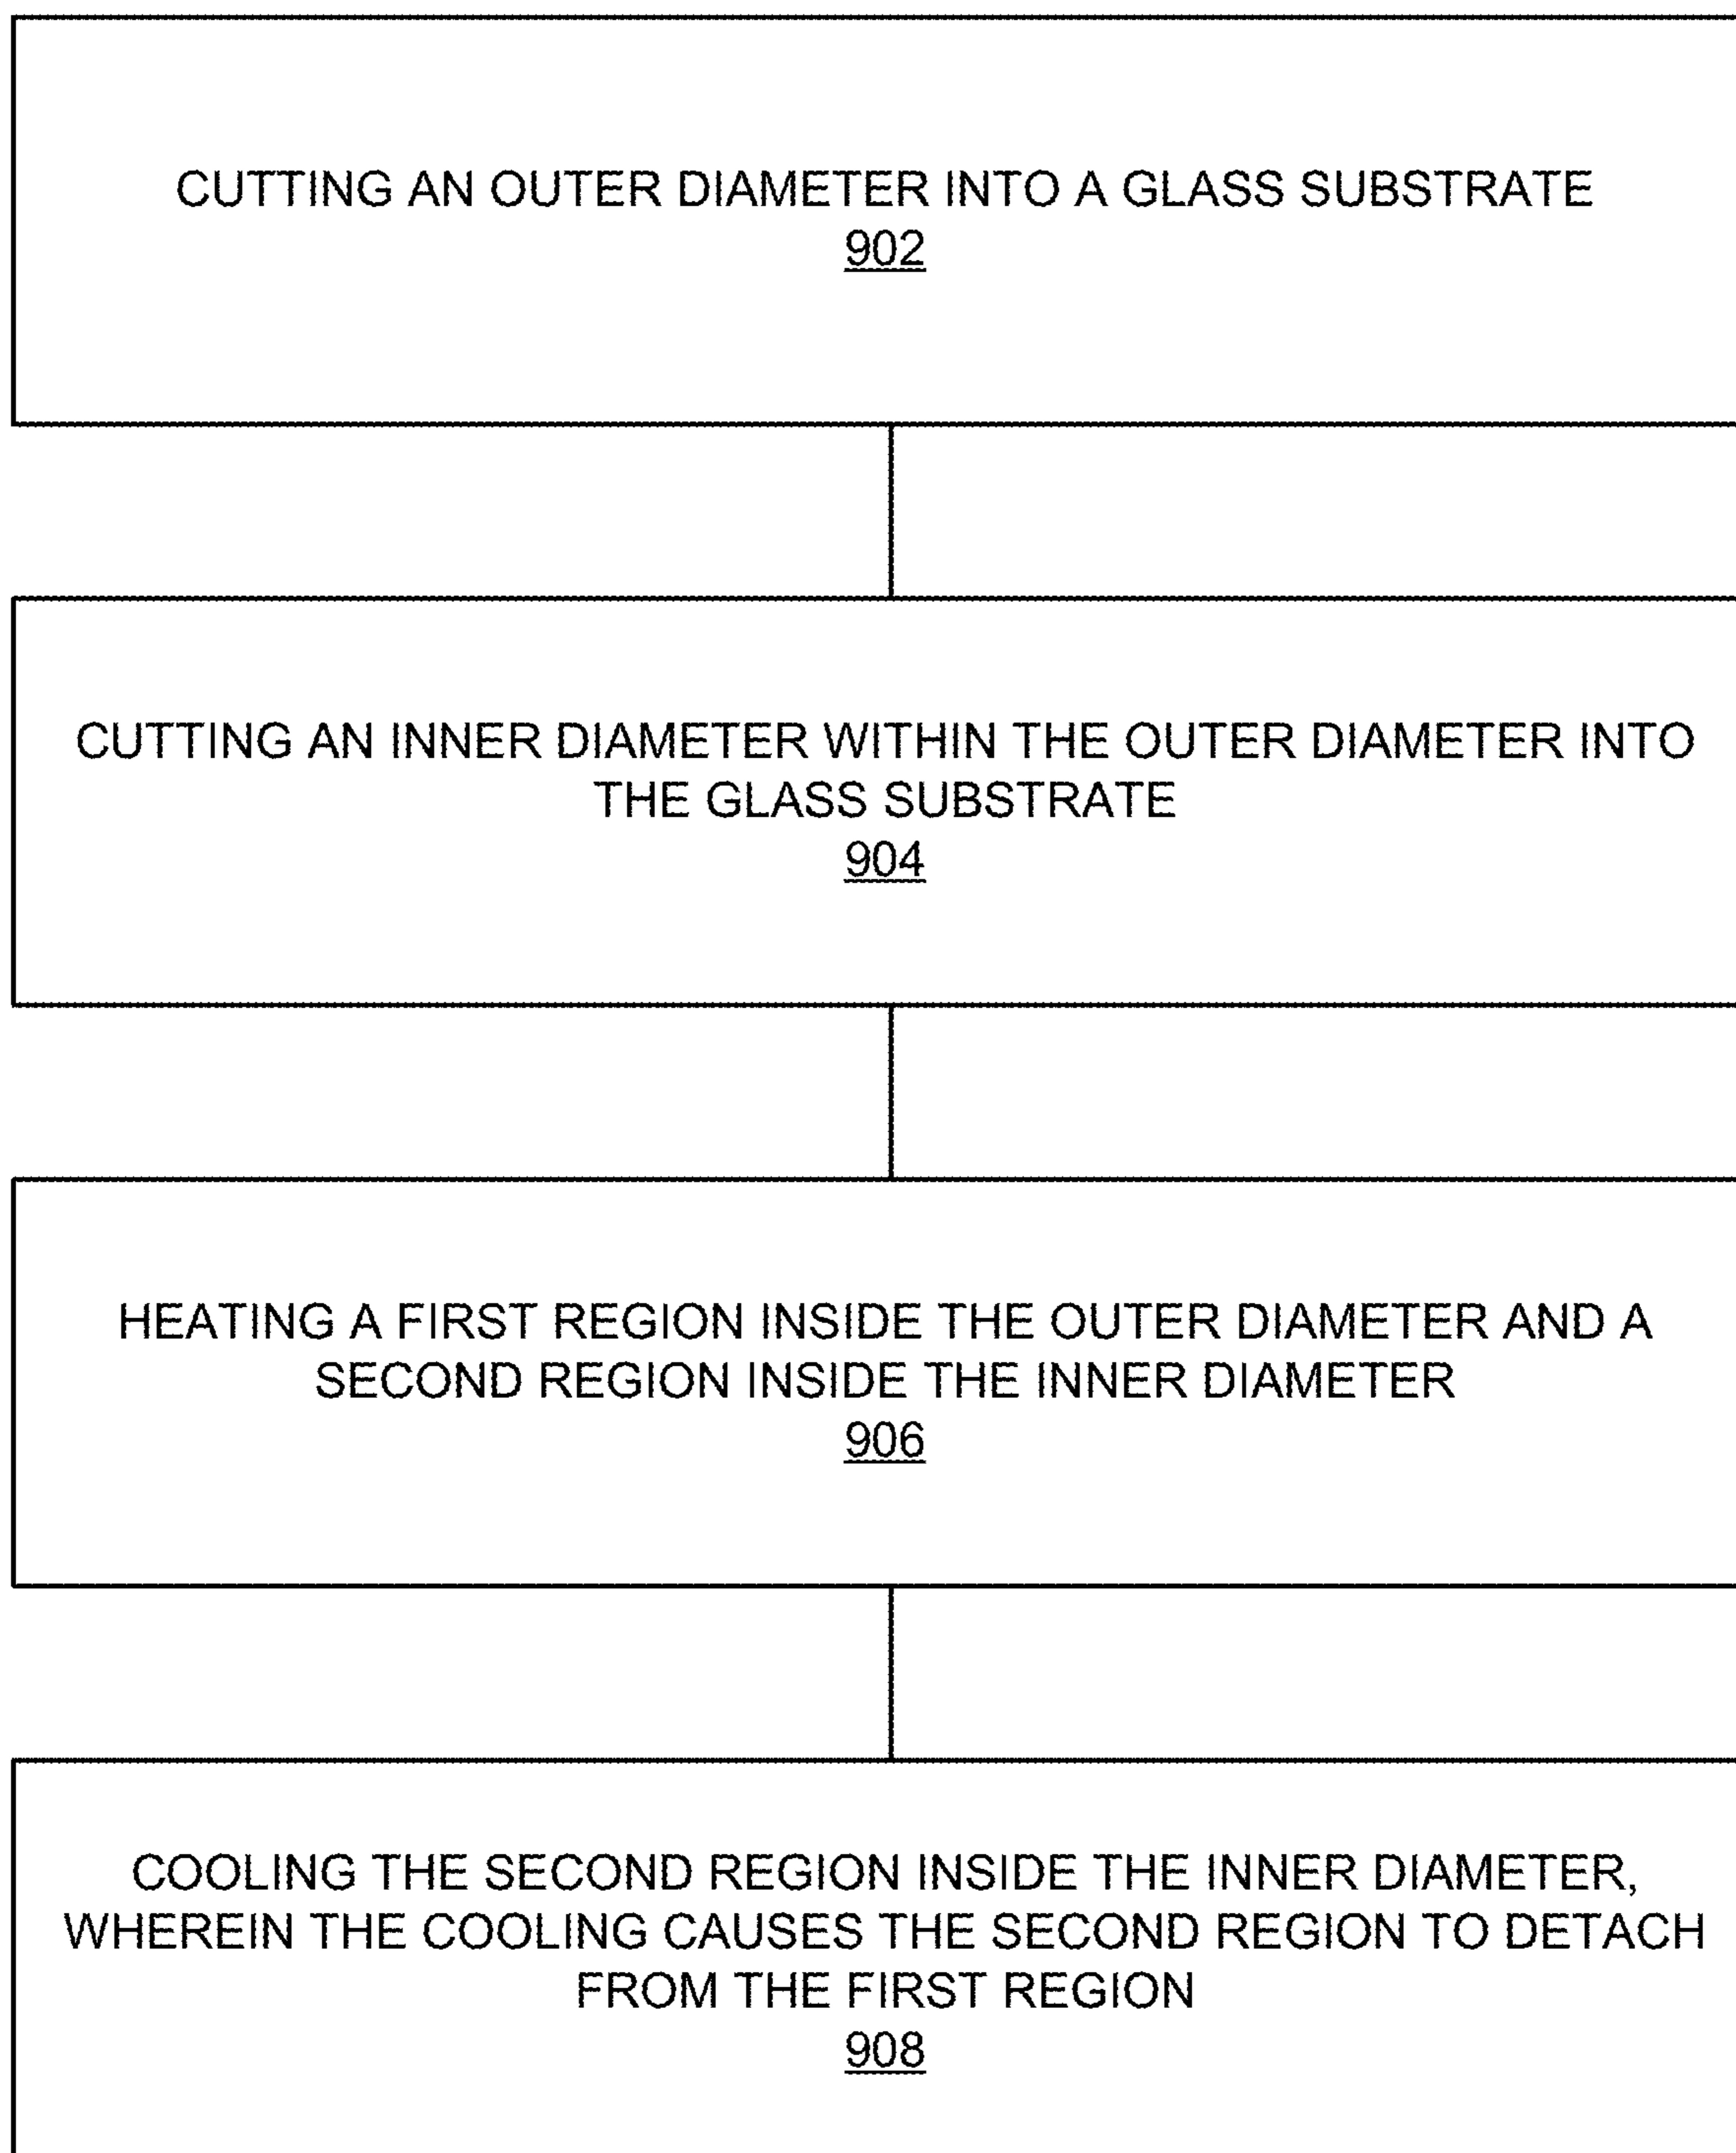 CUTTING AN OUTER DIAMETER INTO A GLASS SUBSTRATE
902
CUTTING AN INNER DIAMETER WITHIN THE OUTER DIAMETER INTO
THE GLASS SUBSTRATE
904
HEATING A FIRST REGION INSIDE THE OUTER DIAMETER AND A
SECOND REGION INSIDE THE INNER DIAMETER
906
COOLING THE SECOND REGION INSIDE THE INNER DIAMETER,
WHEREIN THE COOLING CAUSES THE SECOND REGION TO DETACH
FROM THE FIRST REGION
908